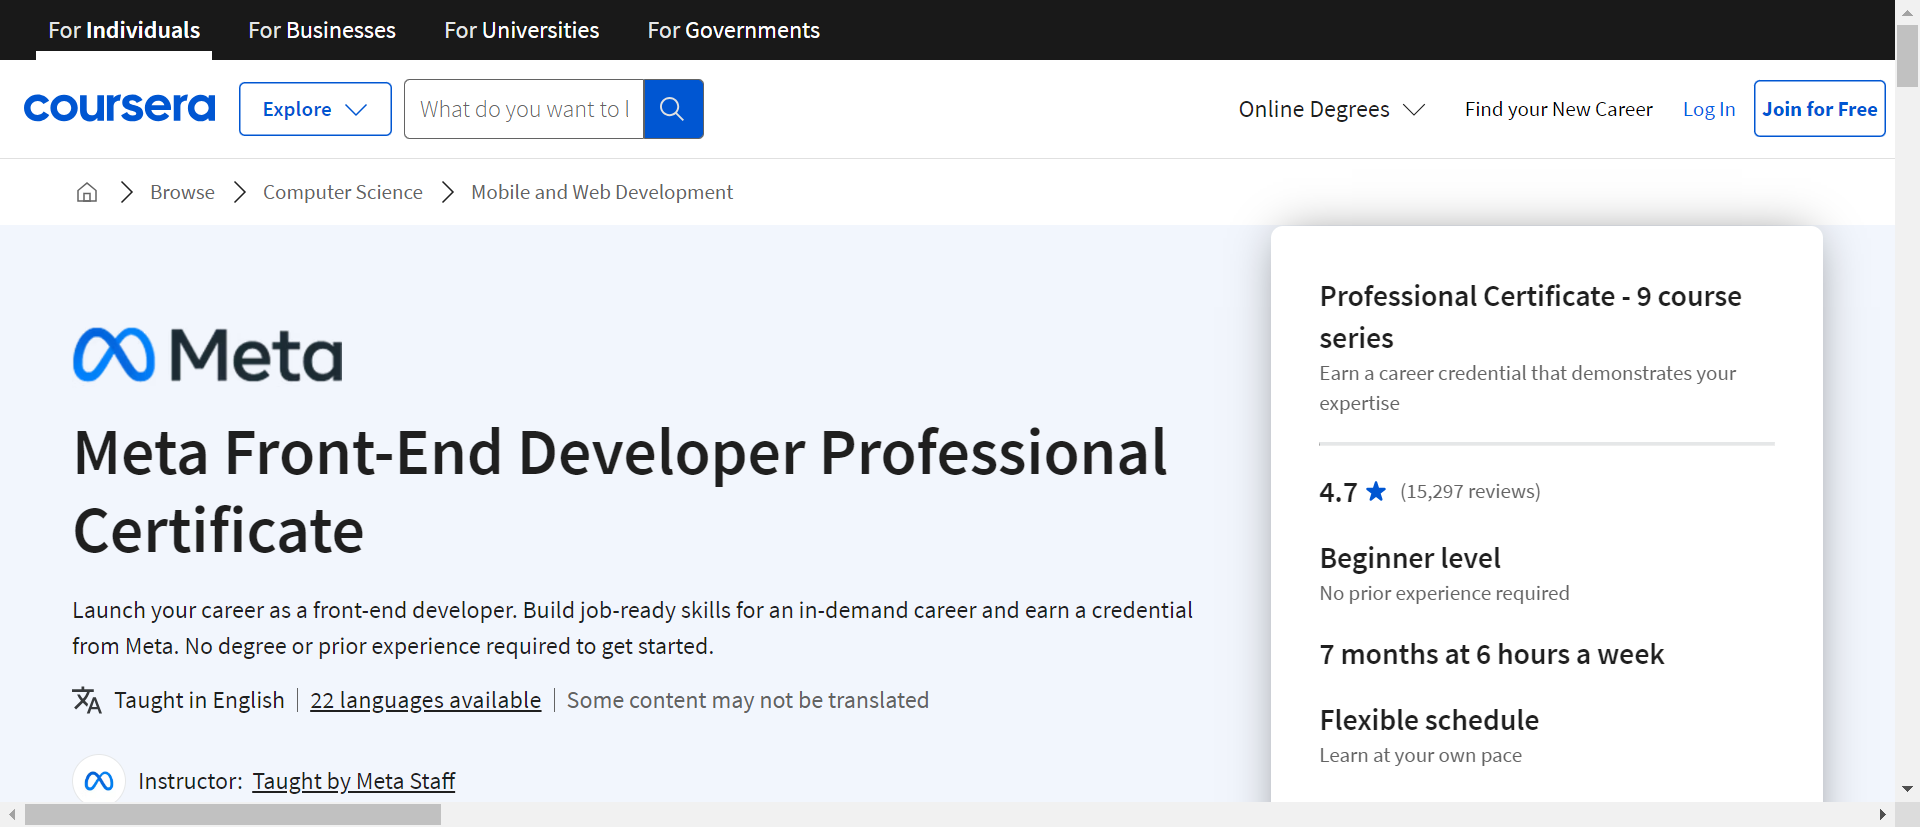 For Individuals For Businesses For Universities For Governments
coursera Explore What do you want to l Online Degrees Find your New Career Log In Join for Free
Browse Computer Science Mobile and Web Development
Meta
Meta Front-End Developer Professional
Certificate
Launch your career as a front-end developer. Build job-ready skills for an in-demand career and earn a credential
from Meta. No degree or prior experience required to get started.
Taught in English 22 languages available Some content may not be translated
Instructor: Taught by Meta Staff
Professional Certificate - 9 course
series
Earn a career credential that demonstrates your
expertise
4.7 (15,297 reviews)
Beginner level
No prior experience required
7 months at 6 hours a week
Flexible schedule
Learn at your own pace